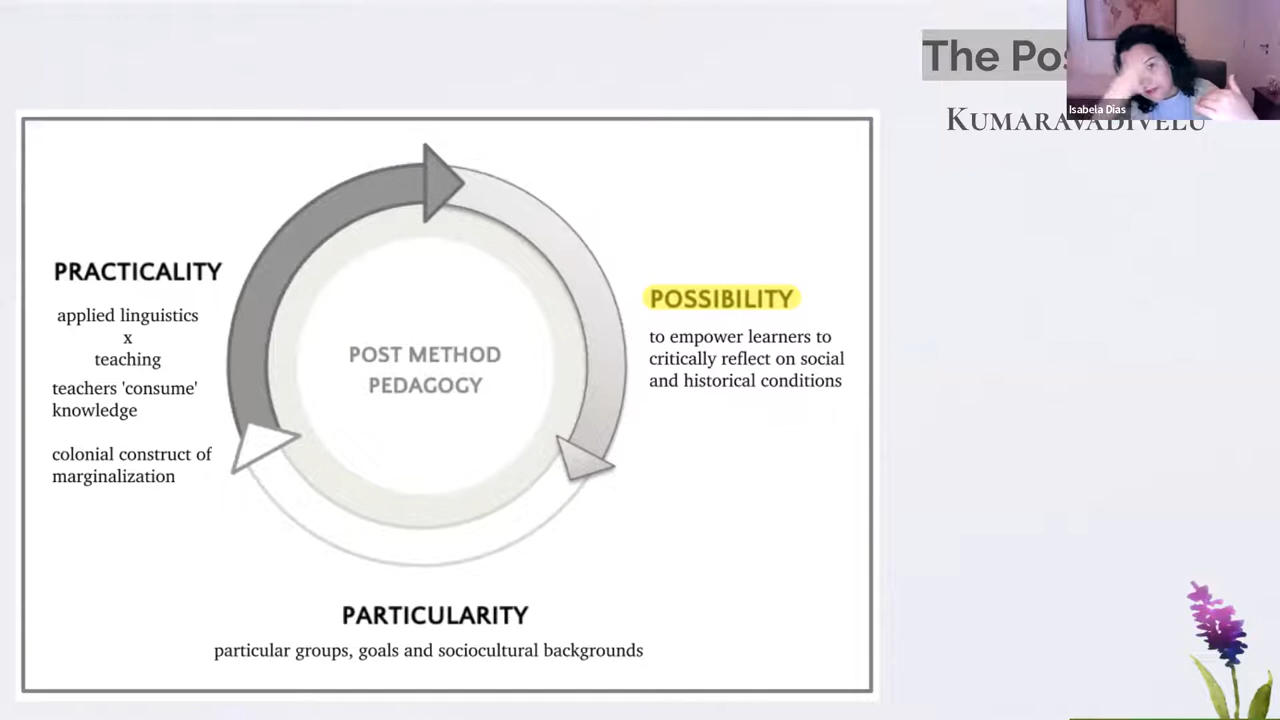 The Pos
Isabela Dias
KUMARAVADIVELU
PRACTICALITY
applied linguistics
x
teaching
teachers 'consume'
knowledge
colonial construct of
marginalization
POST METHOD
PEDAGOGY
POSSIBILITY
to empower learners to
critically reflect on social
and historical conditions
PARTICULARITY
particular groups, goals and sociocultural backgrounds